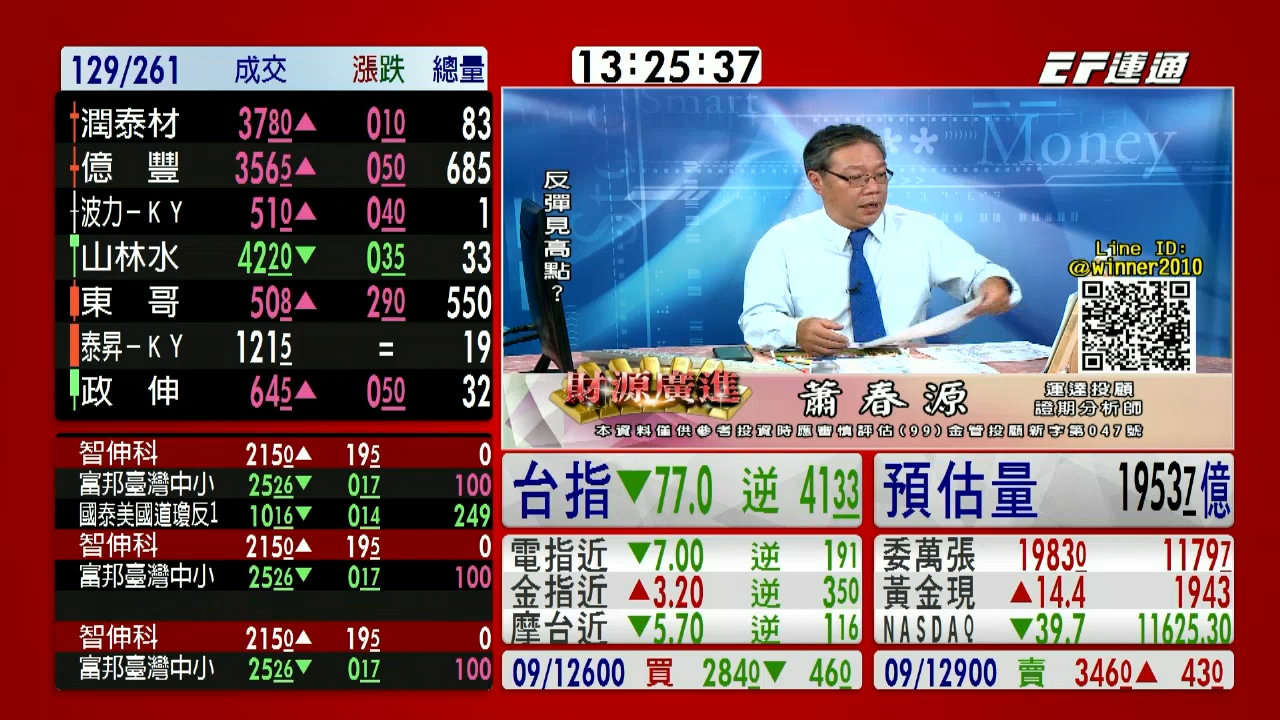 129/261 成交 漲跌 總量
潤泰材 3780▲ 010 83
億豐 3565▲ 050 685
波力-KY 510▲ 040 1
山林水 4220▼ 035 33
東哥 508▲ 290 550
泰昇-KY 1215 = 19
政伸 645▲ 050 32
智伸科 2150▲ 195 0
富邦臺灣中小 2526▼ 017 100
國泰美國道瓊反1 1016▼ 014 249
智伸科 2150▲ 195 0
富邦臺灣中小 2526▼ 017 100
智伸科 2150▲ 195 0
富邦臺灣中小 2526▼ 017 100
13:25:37
EF運通
Smart
Money
反彈見高點?
Line ID:
@winner2010
財源廣進
蕭春源
運達投顧
證期分析師
本資料僅供參考投資時應審慎評估(99)金管投顧新字第047號
台指▼77.0 逆 4133
預估量 19537億
電指近 ▼7.00 逆 191
金指近 ▲3.20 逆 350
摩台近 ▼5.70 逆 116
委萬張 19830 11797
黃金現 ▲14.4 1943
NASDAQ ▼39.7 11625.30
09/12600 買 2840▼ 460
09/12900 賣 3460▲ 430